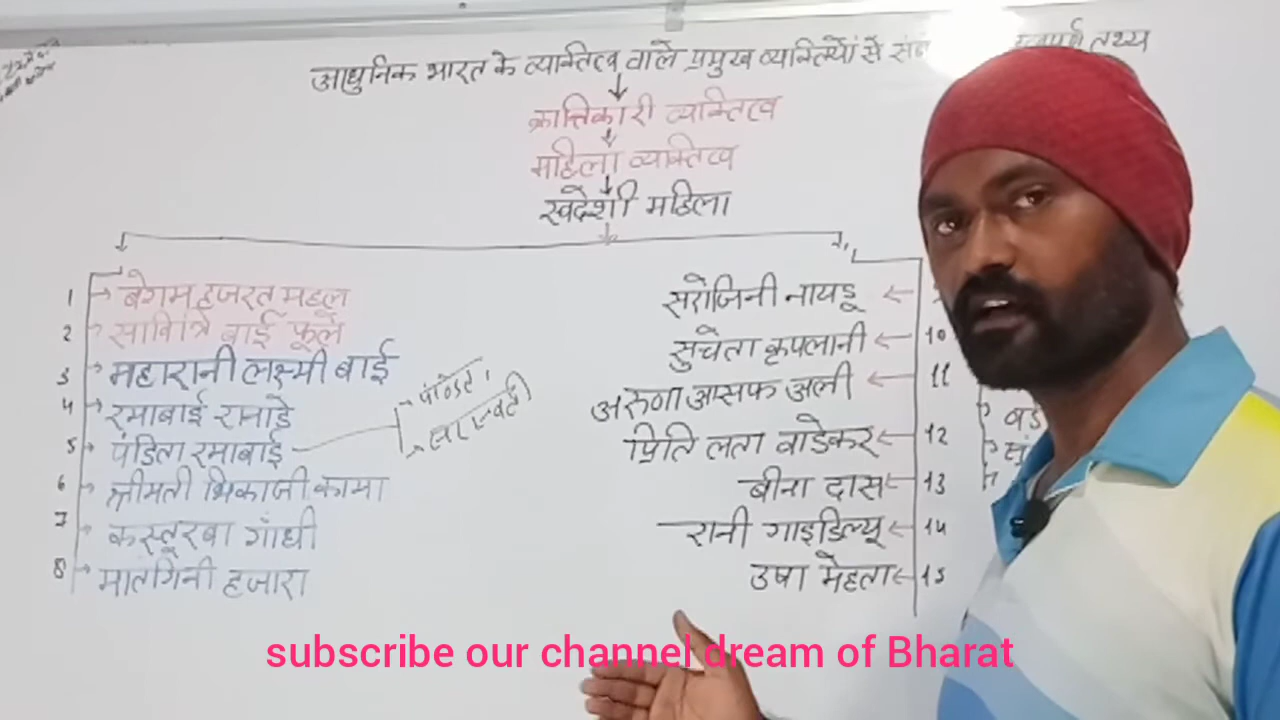 आधुनिक भारत के व्यक्तित्व वाले प्रमुख व्यक्तियों से तथ्य
क्रान्तिकारी व्यक्तित्व
महिला व्यक्तित्व
स्वदेशी महिला
1 बेगम हजरत महल
2 सावित्रि बाई फूले
3 महारानी लक्ष्मी बाई
4 रमाबाई रानाडे
5 पंडिता रमाबाई
6 श्रीमती भिकाजी कामा
7 कस्तूरबा गाँधी
8 मातंगिनी हजारा
सरोजिनी नायडू
सुचेता कृपलानी 10
अरुणा आसफ अली 11
प्रिति लता वाडेकर 12
बीना दास 13
रानी गाइडिल्यू 14
उषा मेहता 15
subscribe our channel dream of Bharat